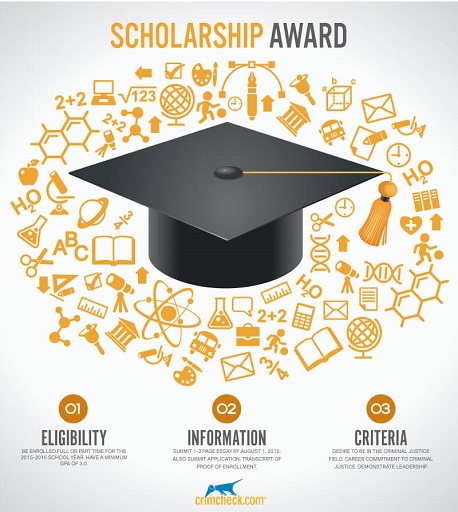 SCHOLARSHIP AWARD
2+2
√123
a b c
2+2
H₂O
H₂O
4/3
ABC
H₂O
2+2
3/4
01
ELIGIBILITY
BE ENROLLED FULL OR PART TIME FOR THE
2015-2016 SCHOOL YEAR. HAVE A MINIMUM
GPA OF 3.0.
02
INFORMATION
SUBMIT 1-2 PAGE ESSAY BY AUGUST 1, 2015.
ALSO SUBMIT APPLICATION, TRANSCRIPT OF
PROOF OF ENROLLMENT.
03
CRITERIA
DESIRE TO BE IN THE CRIMINAL JUSTICE
FIELD, CAREER COMMITMENT TO CRIMINAL
JUSTICE, DEMONSTRATE LEADERSHIP.
crimcheck.com